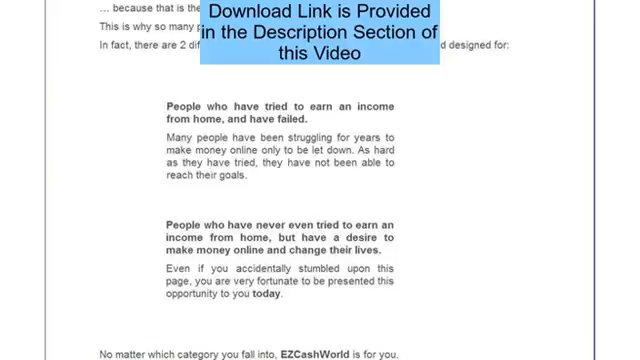 … because that is the
Download Link is Provided
in the Description Section of
this Video
This is why so many
In fact, there are 2
d designed for:
People who have tried to earn an income
from home, and have failed.
Many people have been struggling for years to
make money online only to be let down. As hard
as they have tried, they have not been able to
reach their goals.
People who have never even tried to earn an
income from home, but have a desire to
make money online and change their lives.
Even if you accidentally stumbled upon this
page, you are very fortunate to be presented this
opportunity to you today.
No matter which category you fall into, EZCashWorld is for you.